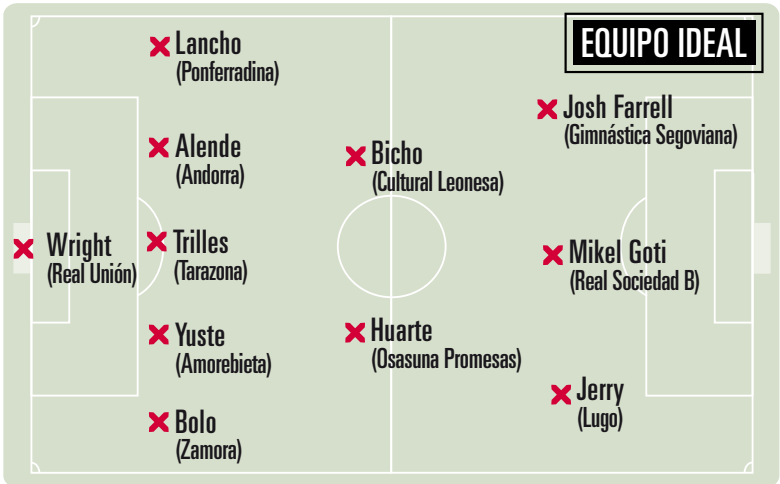 EQUIPO IDEAL
Lancho
(Ponferradina)
Alende
(Andorra)
Wright
(Real Unión)
Trilles
(Tarazona)
Yuste
(Amorebieta)
Bolo
(Zamora)
Bicho
(Cultural Leonesa)
Huarte
(Osasuna Promesas)
Josh Farrell
(Gimnástica Segoviana)
Mikel Goti
(Real Sociedad B)
Jerry
(Lugo)